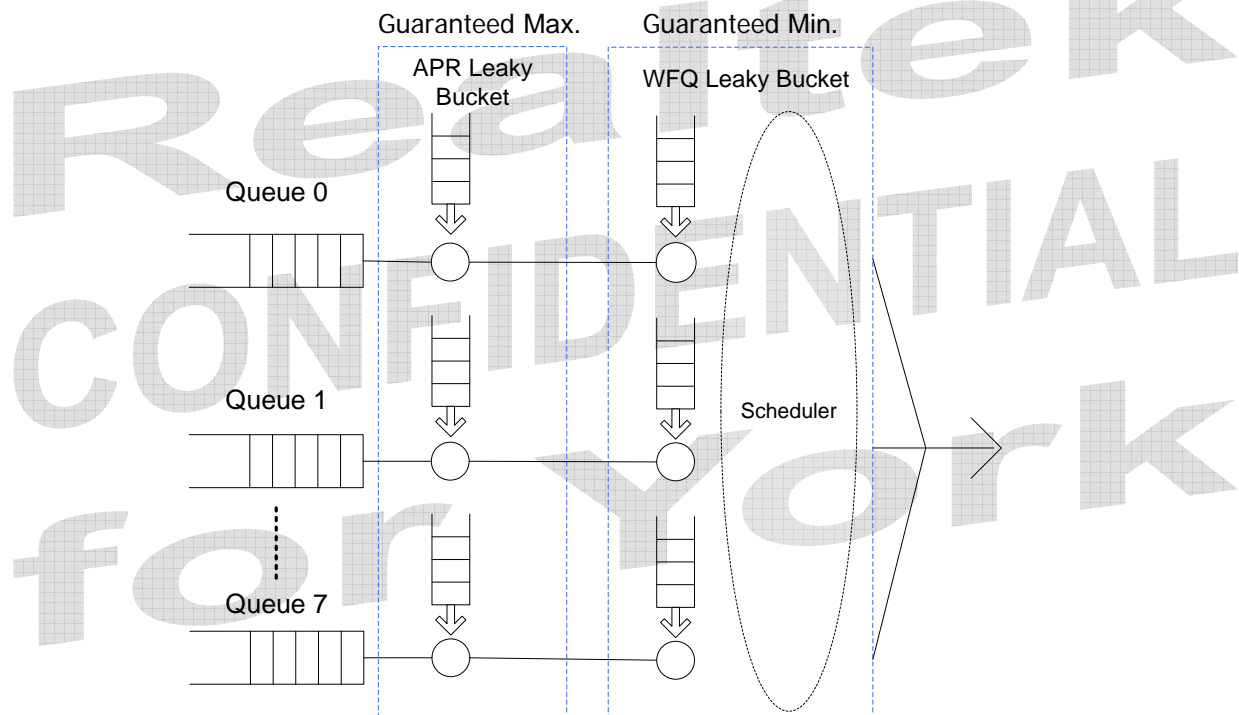 Guaranteed Max.
Guaranteed Min.
APR Leaky
Bucket
WFQ Leaky Bucket
Queue 0
Queue 1
Scheduler
Queue 7
Realtek
CONFIDENTIAL
for York